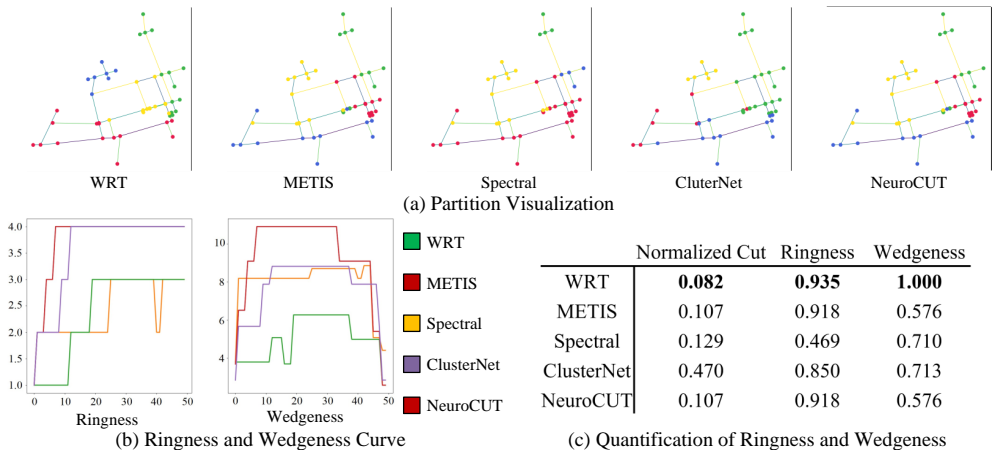 WRT
METIS
Spectral
CluterNet
NeuroCUT
(a) Partition Visualization
4.0
3.5
3.0
2.5
2.0
1.5
1.0
0 10 20 30 40 50
Ringness
10
8
6
4
0 10 20 30 40 50
Wedgeness
WRT
METIS
Spectral
ClusterNet
NeuroCUT
(b) Ringness and Wedgeness Curve
Normalized Cut Ringness Wedgeness
WRT 0.082 0.935 1.000
METIS 0.107 0.918 0.576
Spectral 0.129 0.469 0.710
ClusterNet 0.470 0.850 0.713
NeuroCUT 0.107 0.918 0.576
(c) Quantification of Ringness and Wedgeness